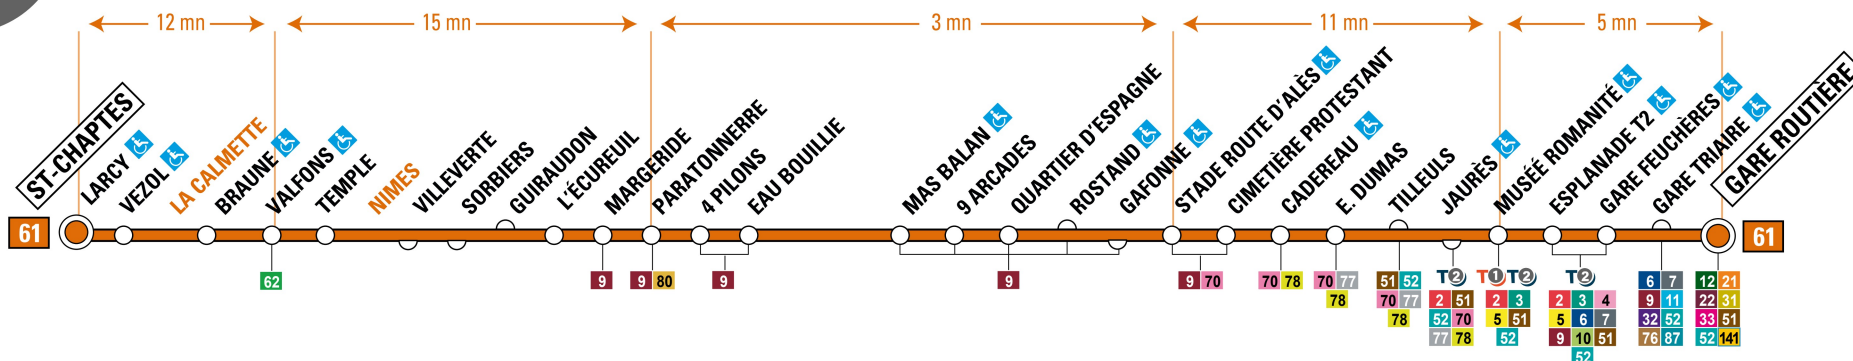 12 mn
15 mn
3 mn
11 mn
5 mn
ST-CHAPTES
LARCY
VEZOL
LA CALMETTE
BRAUNE
VALFONS
TEMPLE
NIMES
VILLEVERTE
SORBIERS
GUIRAUDON
L'ÉCUREUIL
MARGERIDE
PARATONNERRE
4 PILONS
EAU BOUILLIE
MAS BALAN
9 ARCADES
QUARTIER D'ESPAGNE
ROSTAND
GAFONNE
STADE ROUTE D'ALÈS
CIMETIÈRE PROTESTANT
CADEREAU
E. DUMAS
TILLEULS
JAURÈS
MUSÉE ROMANITÉ
ESPLANADE T2
GARE FEUCHÈRES
GARE TRIAIRE
GARE ROUTIÈRE
61
61
62
9
9 80
9
9
9 70
70 78
70 77
78
51 52
70 77
78
T2
2 51
52 70
77 78
T1 T2
2 3
5 51
52
T2
2 3 4
5 6 7
9 10 51
52
6 7
9 11
32 52
76 87
12 21
22 31
33 51
52 141